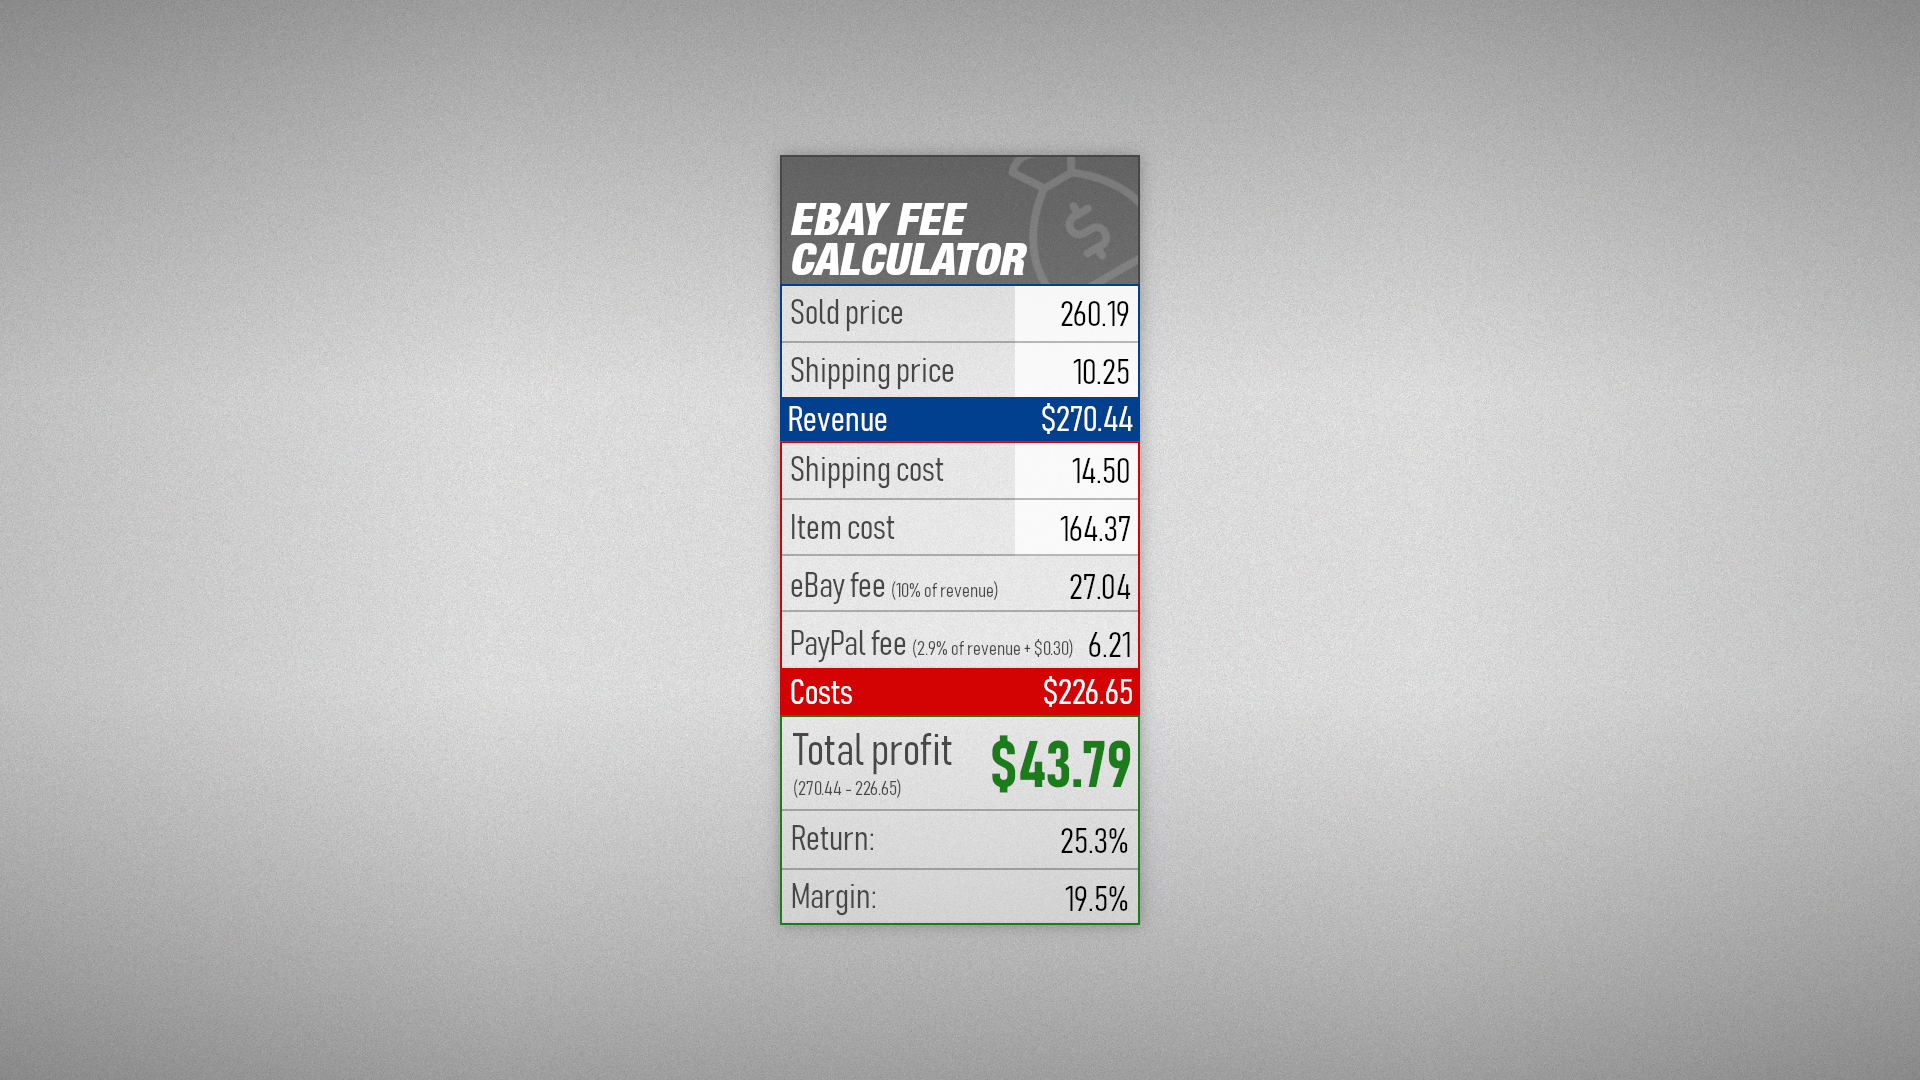 EBAY FEE
CALCULATOR
Sold price 260.19
Shipping price 10.25
Revenue $270.44
Shipping cost 14.50
Item cost 164.37
eBay fee (10% of revenue) 27.04
PayPal fee (2.9% of revenue + $0.30) 6.21
Costs $226.65
Total profit $43.79
(270.44 - 226.65)
Return: 25.3%
Margin: 19.5%